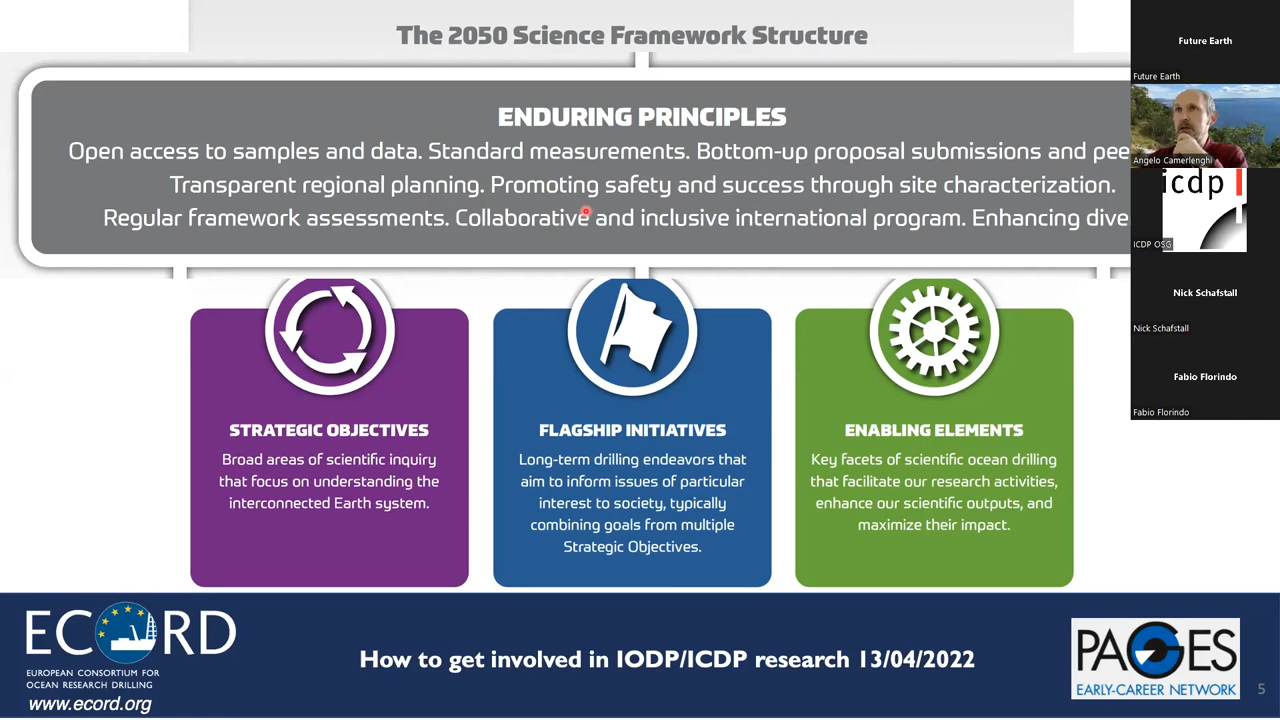 The 2050 Science Framework Structure
ENDURING PRINCIPLES
Open access to samples and data. Standard measurements. Bottom-up proposal submissions and pee
Transparent regional planning. Promoting safety and success through site characterization.
Regular framework assessments. Collaborative and inclusive international program. Enhancing dive
STRATEGIC OBJECTIVES
Broad areas of scientific inquiry
that focus on understanding the
interconnected Earth system.
FLAGSHIP INITIATIVES
Long-term drilling endeavors that
aim to inform issues of particular
interest to society, typically
combining goals from multiple
Strategic Objectives.
ENABLING ELEMENTS
Key facets of scientific ocean drilling
that facilitate our research activities,
enhance our scientific outputs, and
maximize their impact.
Future Earth
Future Earth
Angelo Camerlenghi
icdp
ICDP OSG
Nick Schafstall
Nick Schafstall
Fabio Florindo
Fabio Florindo
ECORD
EUROPEAN CONSORTIUM FOR
OCEAN RESEARCH DRILLING
www.ecord.org
How to get involved in IODP/ICDP research 13/04/2022
PAGES
EARLY-CAREER NETWORK
5